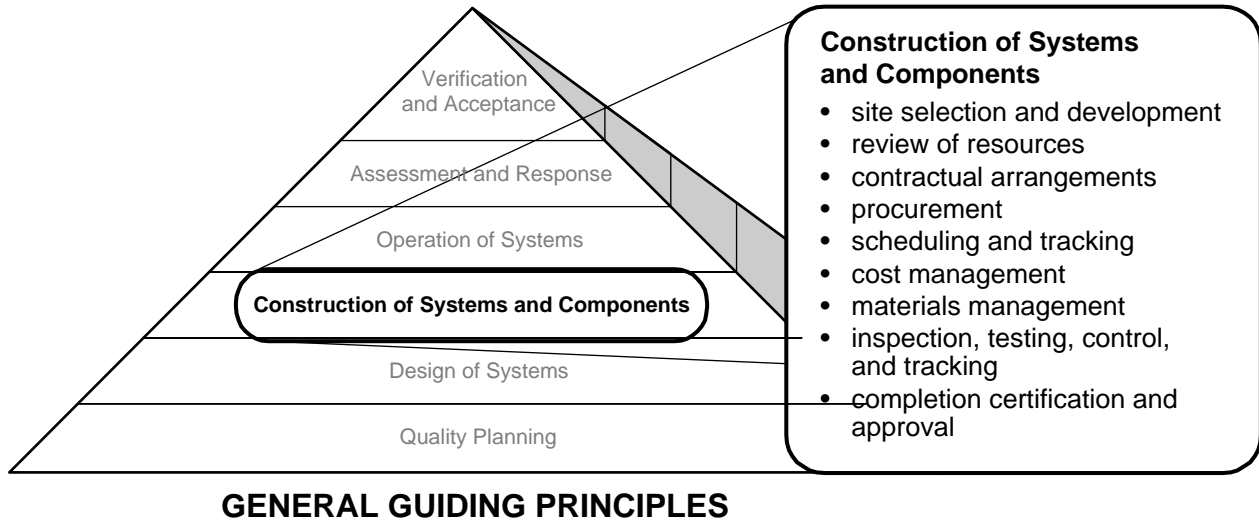 Verification
and Acceptance
Assessment and Response
Operation of Systems
Construction of Systems and Components
Design of Systems
Quality Planning
GENERAL GUIDING PRINCIPLES
Construction of Systems
and Components
• site selection and development
• review of resources
• contractual arrangements
• procurement
• scheduling and tracking
• cost management
• materials management
• inspection, testing, control,
and tracking
• completion certification and
approval